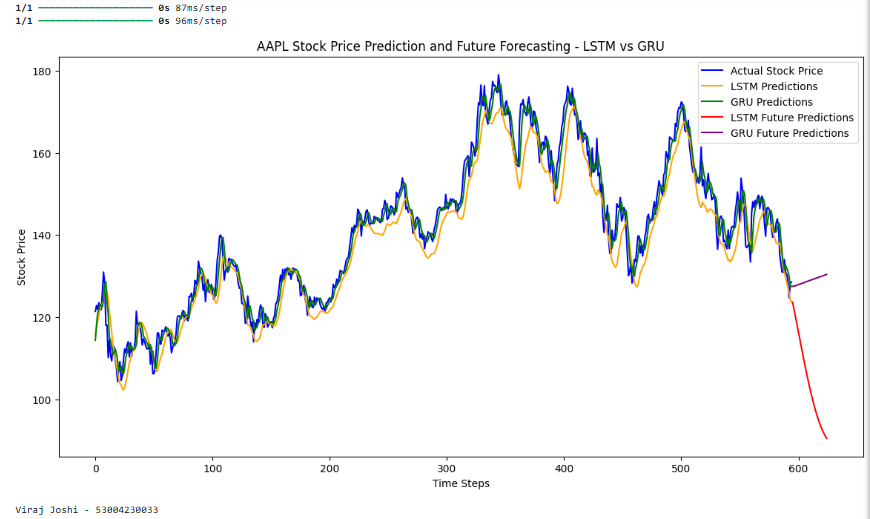 1/1 ━━━━━━━━━━━━━━━━━━━━ 0s 87ms/step
1/1 ━━━━━━━━━━━━━━━━━━━━ 0s 96ms/step
AAPL Stock Price Prediction and Future Forecasting - LSTM vs GRU
Actual Stock Price
LSTM Predictions
GRU Predictions
LSTM Future Predictions
GRU Future Predictions
180
160
140
120
100
Stock Price
0 100 200 300 400 500 600
Time Steps
Viraj Joshi - 53004230033